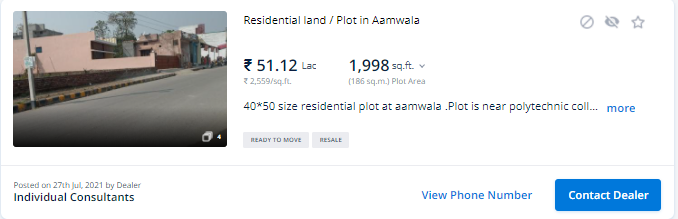 Residential land / Plot in Aamwala
₹ 51.12 Lac
1,998 sq.ft.
₹ 2,559/sq.ft.
(186 sq.m.) Plot Area
40*50 size residential plot at aamwala .Plot is near polytechnic coll... more
4
READY TO MOVE
RESALE
Posted on 27th Jul, 2021 by Dealer
Individual Consultants
View Phone Number
Contact Dealer